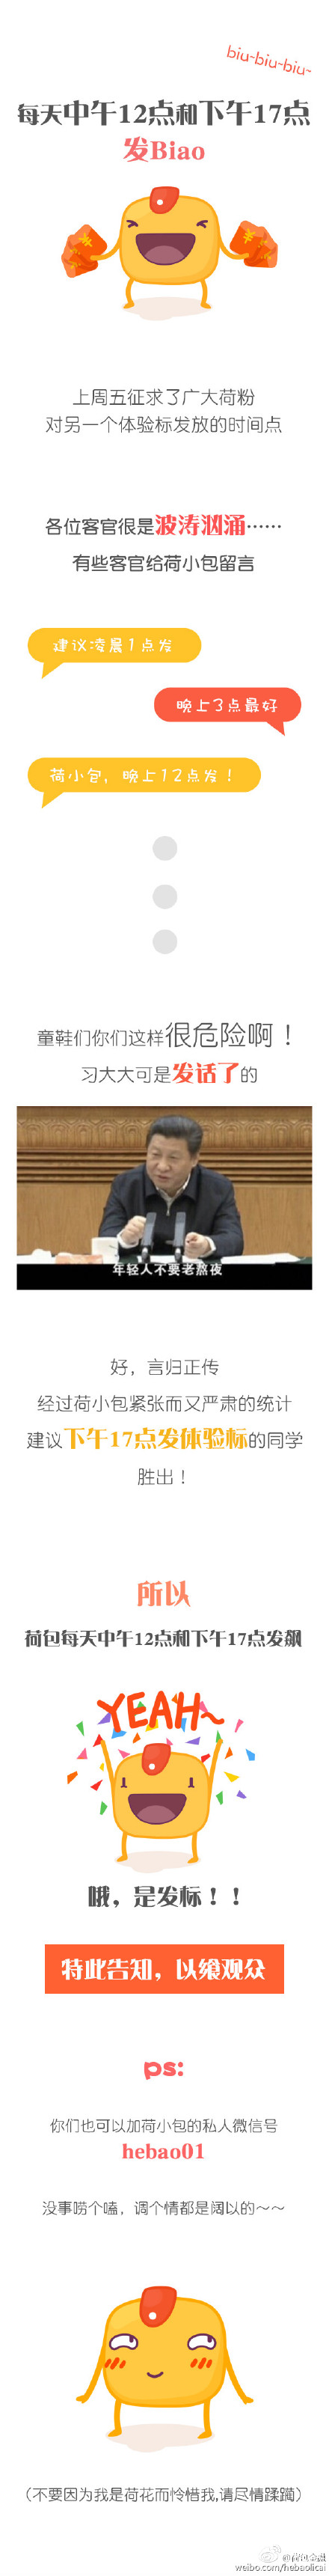 biu~biu~biu~
每天中午12点和下午17点
发Biao
上周五征求了广大荷粉
对另一个体验标发放的时间点
各位客官很是波涛汹涌……
有些客官给荷小包留言
建议凌晨1点发
晚上3点最好
荷小包，晚上12点发！
童鞋们你们这样很危险啊！
习大大可是发话了的
年轻人不要老熬夜
好，言归正传
经过荷小包紧张而又严肃的统计
建议下午17点发体验标的同学
胜出！
所以
荷包每天中午12点和下午17点发飙
YEAH~
哦，是发标！！
特此告知，以飨观众
ps:
你们也可以加荷小包的私人微信号
hebao01
没事唠个嗑，调个情都是阔以的～～
（不要因为我是荷花而怜惜我,请尽情蹂躏）
weibo.com/hebaolicai